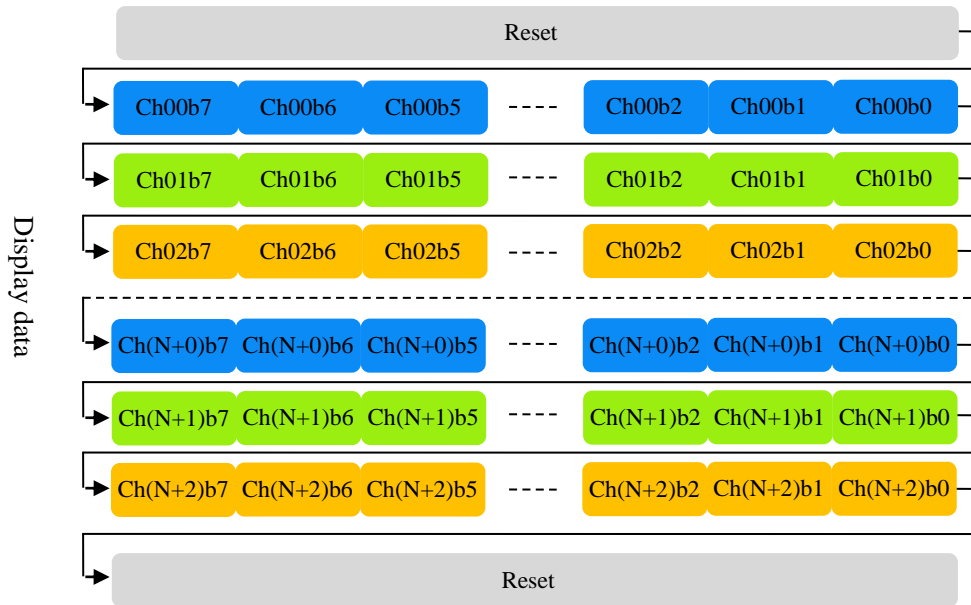 Reset
Ch00b7 Ch00b6 Ch00b5 Ch00b2 Ch00b1 Ch00b0
Ch01b7 Ch01b6 Ch01b5 Ch01b2 Ch01b1 Ch01b0
Ch02b7 Ch02b6 Ch02b5 Ch02b2 Ch02b1 Ch02b0
Display data
Ch(N+0)b7 Ch(N+0)b6 Ch(N+0)b5 Ch(N+0)b2 Ch(N+0)b1 Ch(N+0)b0
Ch(N+1)b7 Ch(N+1)b6 Ch(N+1)b5 Ch(N+1)b2 Ch(N+1)b1 Ch(N+1)b0
Ch(N+2)b7 Ch(N+2)b6 Ch(N+2)b5 Ch(N+2)b2 Ch(N+2)b1 Ch(N+2)b0
Reset